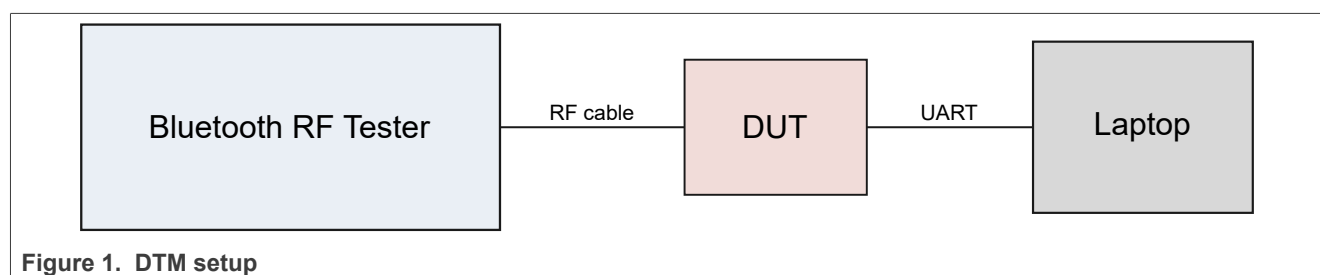 Bluetooth RF Tester
RF cable
DUT
UART
Laptop
Figure 1. DTM setup